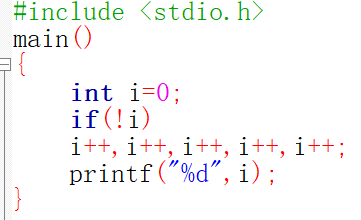 #include <stdio.h>
main()
{
    int i=0;
    if(!i)
    i++,i++,i++,i++,i++;
    printf("%d",i);
}